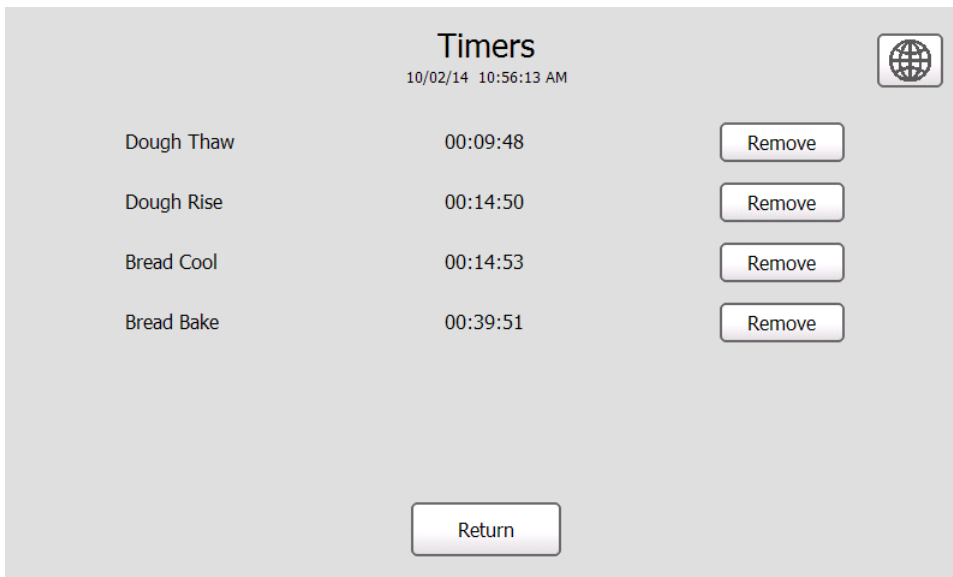 Timers
10/02/14 10:56:13 AM
Dough Thaw 00:09:48 Remove
Dough Rise 00:14:50 Remove
Bread Cool 00:14:53 Remove
Bread Bake 00:39:51 Remove
Return